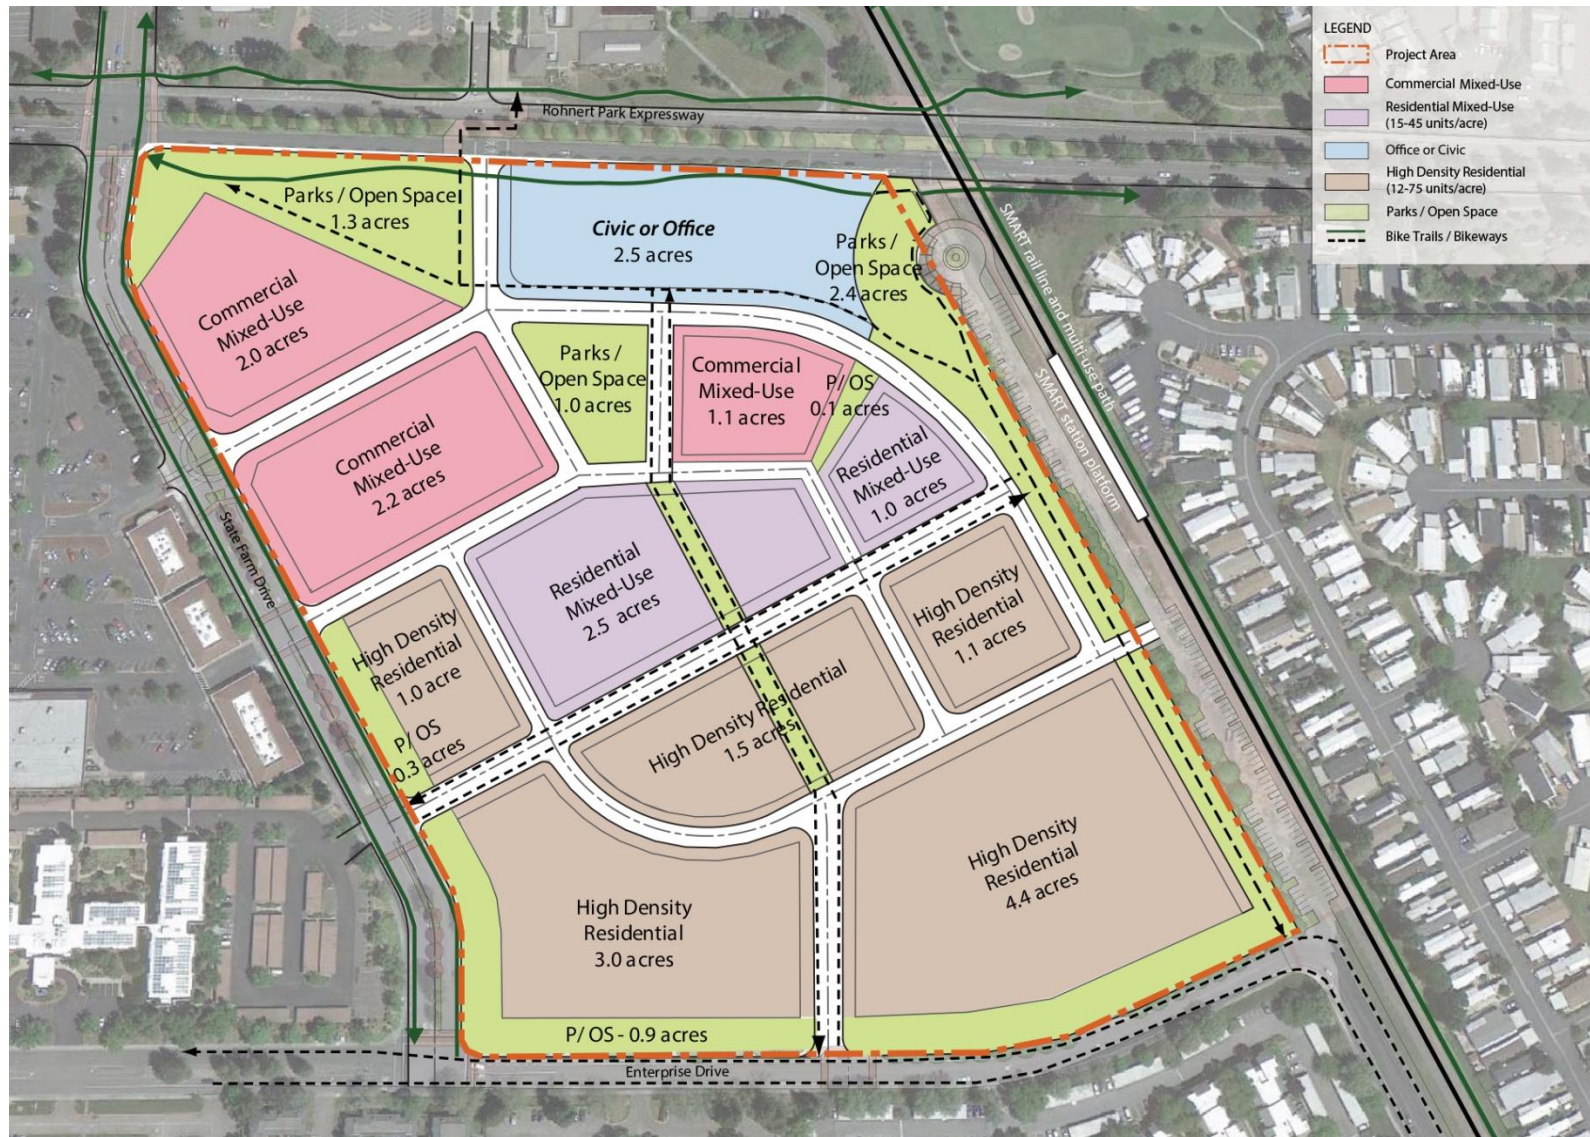 LEGEND
Project Area
Commercial Mixed-Use
Residential Mixed-Use
(15-45 units/acre)
Office or Civic
High Density Residential
(12-75 units/acre)
Parks / Open Space
Bike Trails / Bikeways
Rohnert Park Expressway
Parks / Open Space
1.3 acres
Civic or Office
2.5 acres
Parks /
Open Space
2.4 acres
SMART rail line and multi-use path
SMART station platform
Commercial
Mixed-Use
2.0 acres
Parks /
Open Space
1.0 acres
Commercial
Mixed-Use
1.1 acres
P/ OS
0.1 acres
Commercial
Mixed-Use
2.2 acres
Residential
Mixed-Use
1.0 acres
State Farm Drive
Residential
Mixed-Use
2.5 acres
High Density
Residential
1.0 acre
P/ OS
0.3 acres
High Density
Residential
1.1 acres
High Density Residential
1.5 acres
High Density
Residential
4.4 acres
High Density
Residential
3.0 acres
P/ OS - 0.9 acres
Enterprise Drive